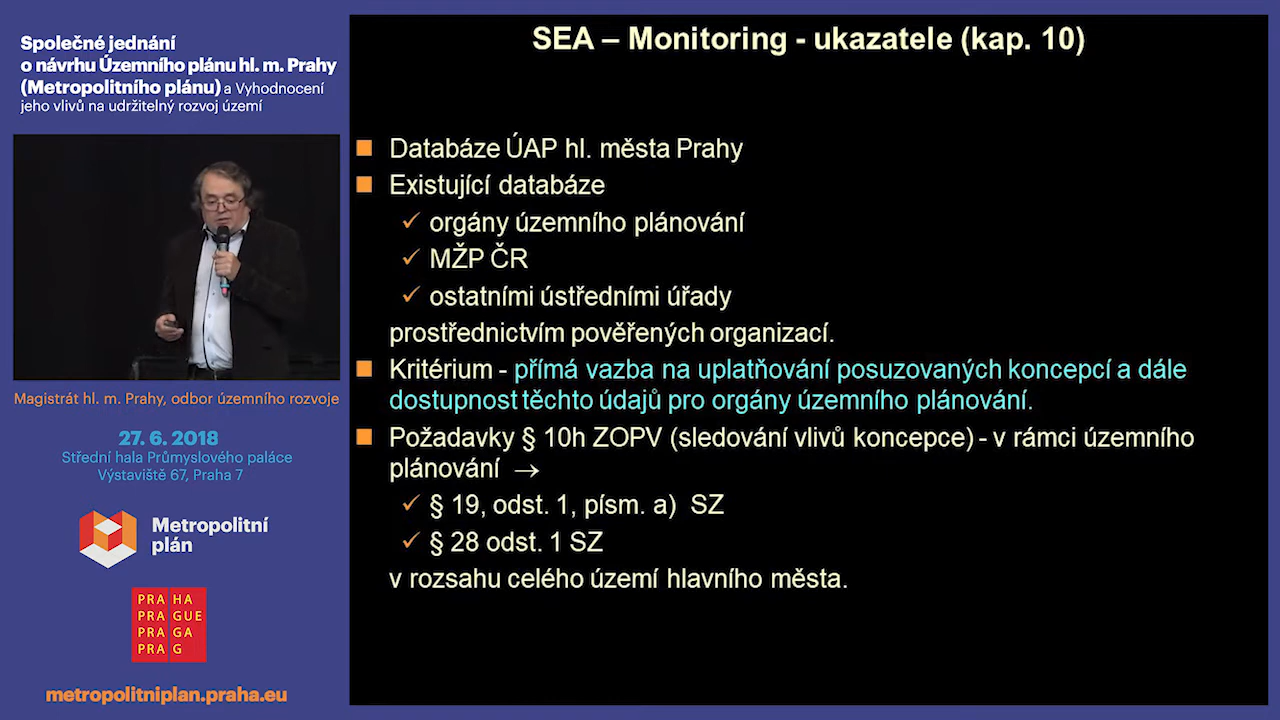 Společné jednání
o návrhu Územního plánu hl. m. Prahy
(Metropolitního plánu) a Vyhodnocení
jeho vlivů na udržitelný rozvoj území
Magistrát hl. m. Prahy, odbor územního rozvoje
27. 6. 2018
Střední hala Průmyslového paláce
Výstaviště 67, Praha 7
Metropolitní
plán
PRA HA
PRA GUE
PRA GA
PRA G
metropolitniplan.praha.eu
SEA – Monitoring - ukazatele (kap. 10)
Databáze ÚAP hl. města Prahy
Existující databáze
orgány územního plánování
MŽP ČR
ostatními ústředními úřady
prostřednictvím pověřených organizací.
Kritérium - přímá vazba na uplatňování posuzovaných koncepcí a dále
dostupnost těchto údajů pro orgány územního plánování.
Požadavky § 10h ZOPV (sledování vlivů koncepce) - v rámci územního
plánování →
§ 19, odst. 1, písm. a) SZ
§ 28 odst. 1 SZ
v rozsahu celého území hlavního města.